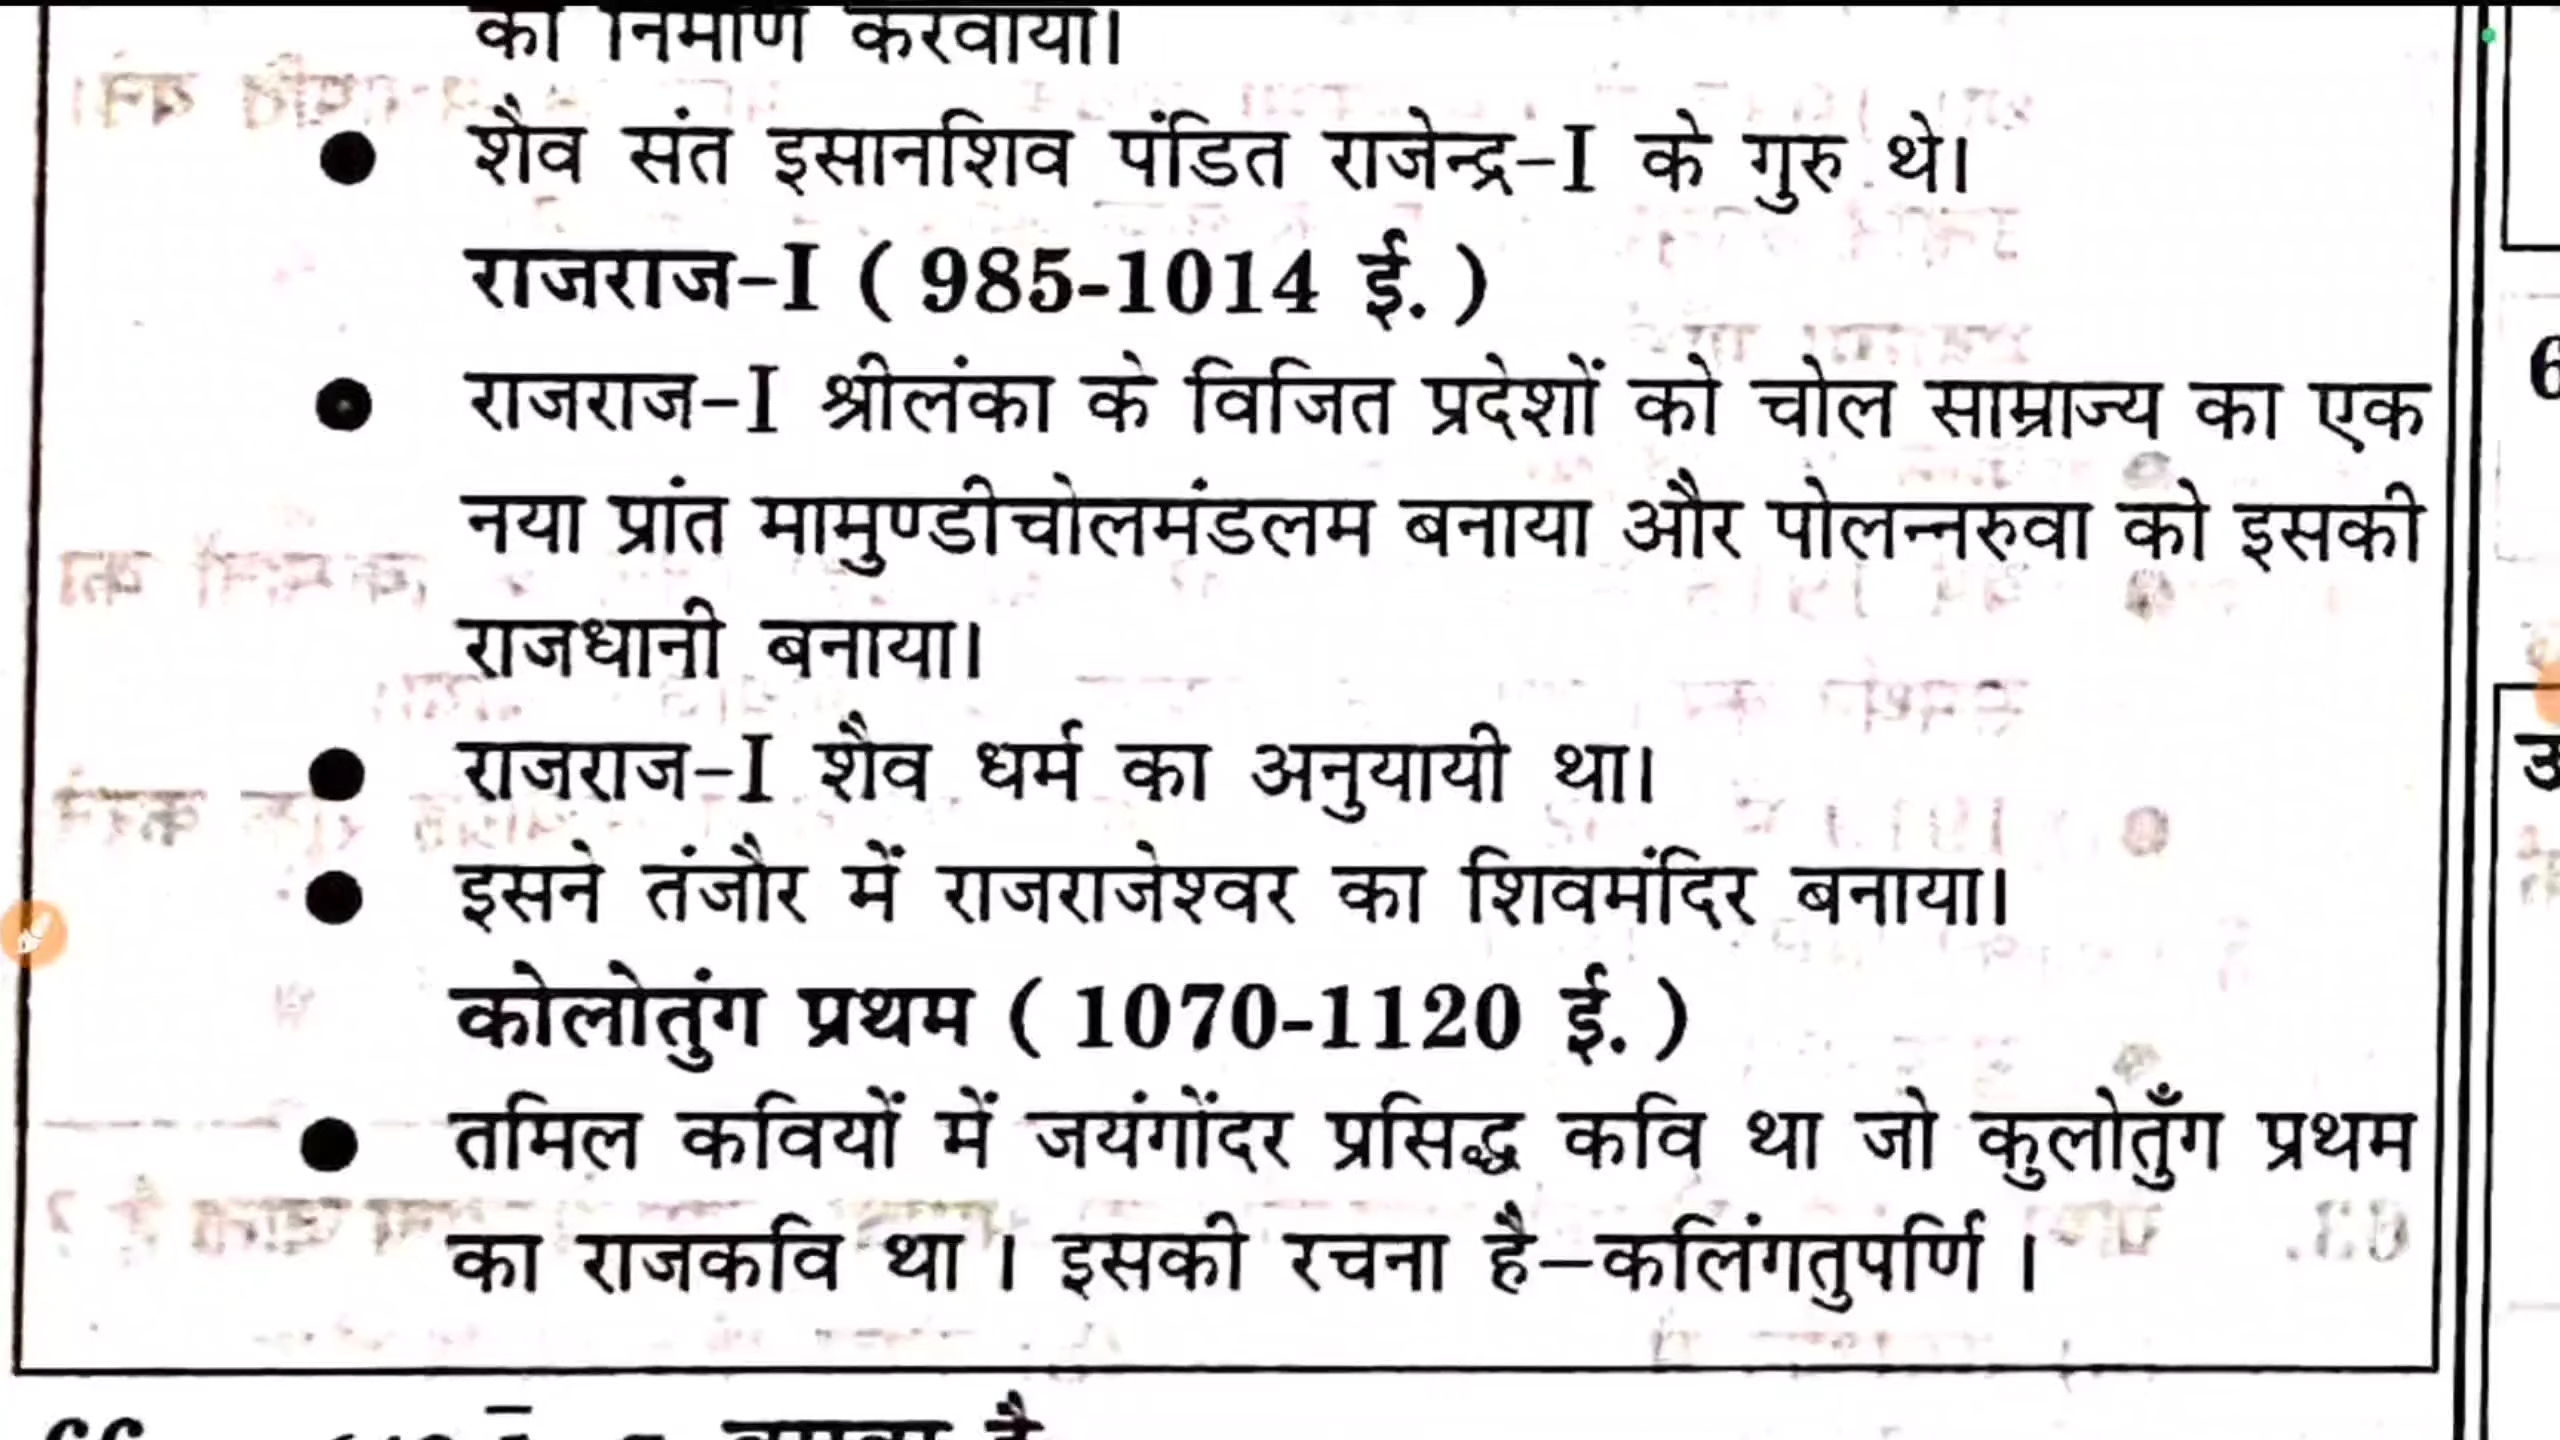 का निर्माण करवाया।
● शैव संत इसानशिव पंडित राजेन्द्र-I के गुरु थे।
राजराज-I ( 985-1014 ई. )
● राजराज-I श्रीलंका के विजित प्रदेशों को चोल साम्राज्य का एक
नया प्रांत मामुण्डीचोलमंडलम बनाया और पोलन्नरुवा को इसकी
राजधानी बनाया।
● राजराज-I शैव धर्म का अनुयायी था।
● इसने तंजौर में राजराजेश्वर का शिवमंदिर बनाया।
कोलोतुंग प्रथम ( 1070-1120 ई. )
● तमिल कवियों में जयंगोंदर प्रसिद्ध कवि था जो कुलोतुँग प्रथम
का राजकवि था । इसकी रचना है–कलिंगतुपर्णि ।